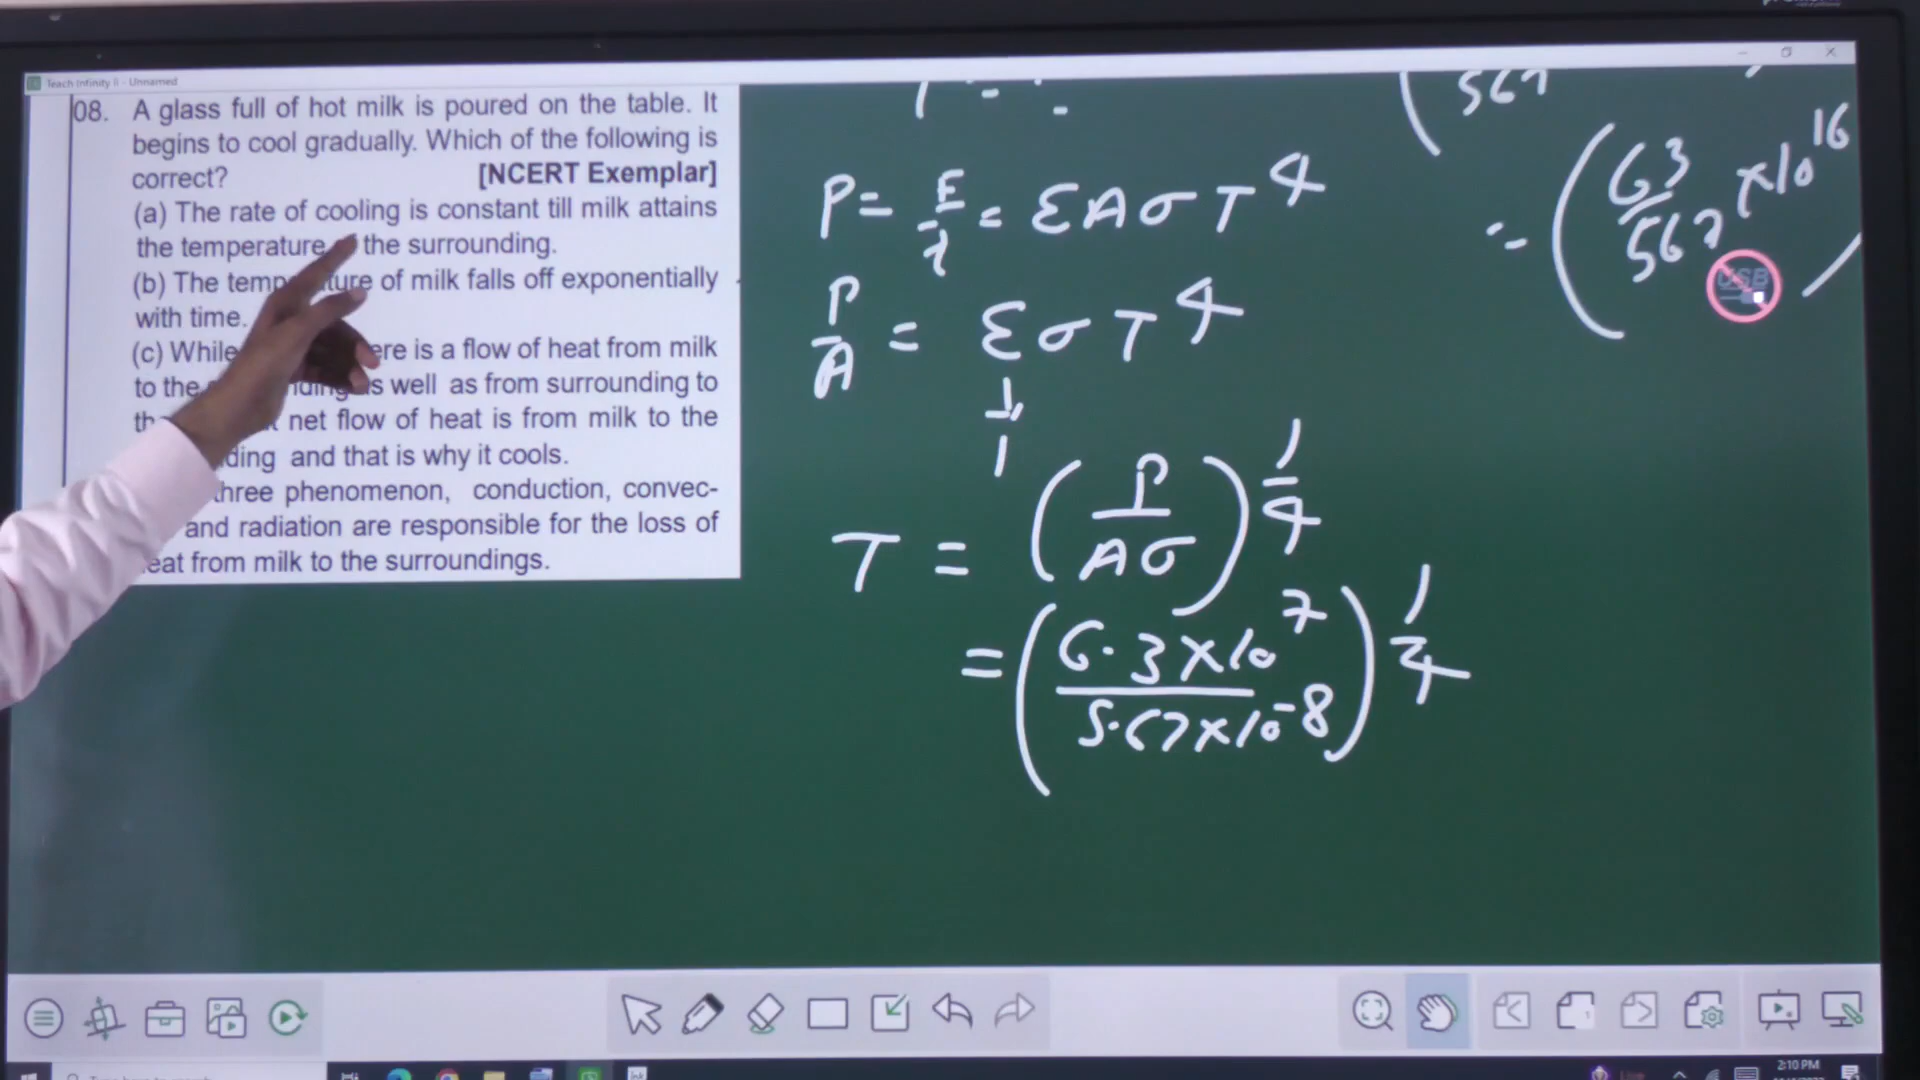 Teach Infinity II - Unnamed
08. A glass full of hot milk is poured on the table. It
begins to cool gradually. Which of the following is
correct? [NCERT Exemplar]
(a) The rate of cooling is constant till milk attains
the temperature the surrounding.
(b) The temp ture of milk falls off exponentially
with time.
(c) While ere is a flow of heat from milk
to the as well as from surrounding to
net flow of heat is from milk to the
ding and that is why it cools.
three phenomenon, conduction, convec-
and radiation are responsible for the loss of
eat from milk to the surroundings.
P = E/t = εAσT⁴
P/A = εσT⁴
1
T = (P/Aσ)^1/4
= (6.3×10⁷ / 5.67×10⁻⁸)^1/4
567
= (63/567 ×10¹⁶
USB
1
2:10 PM